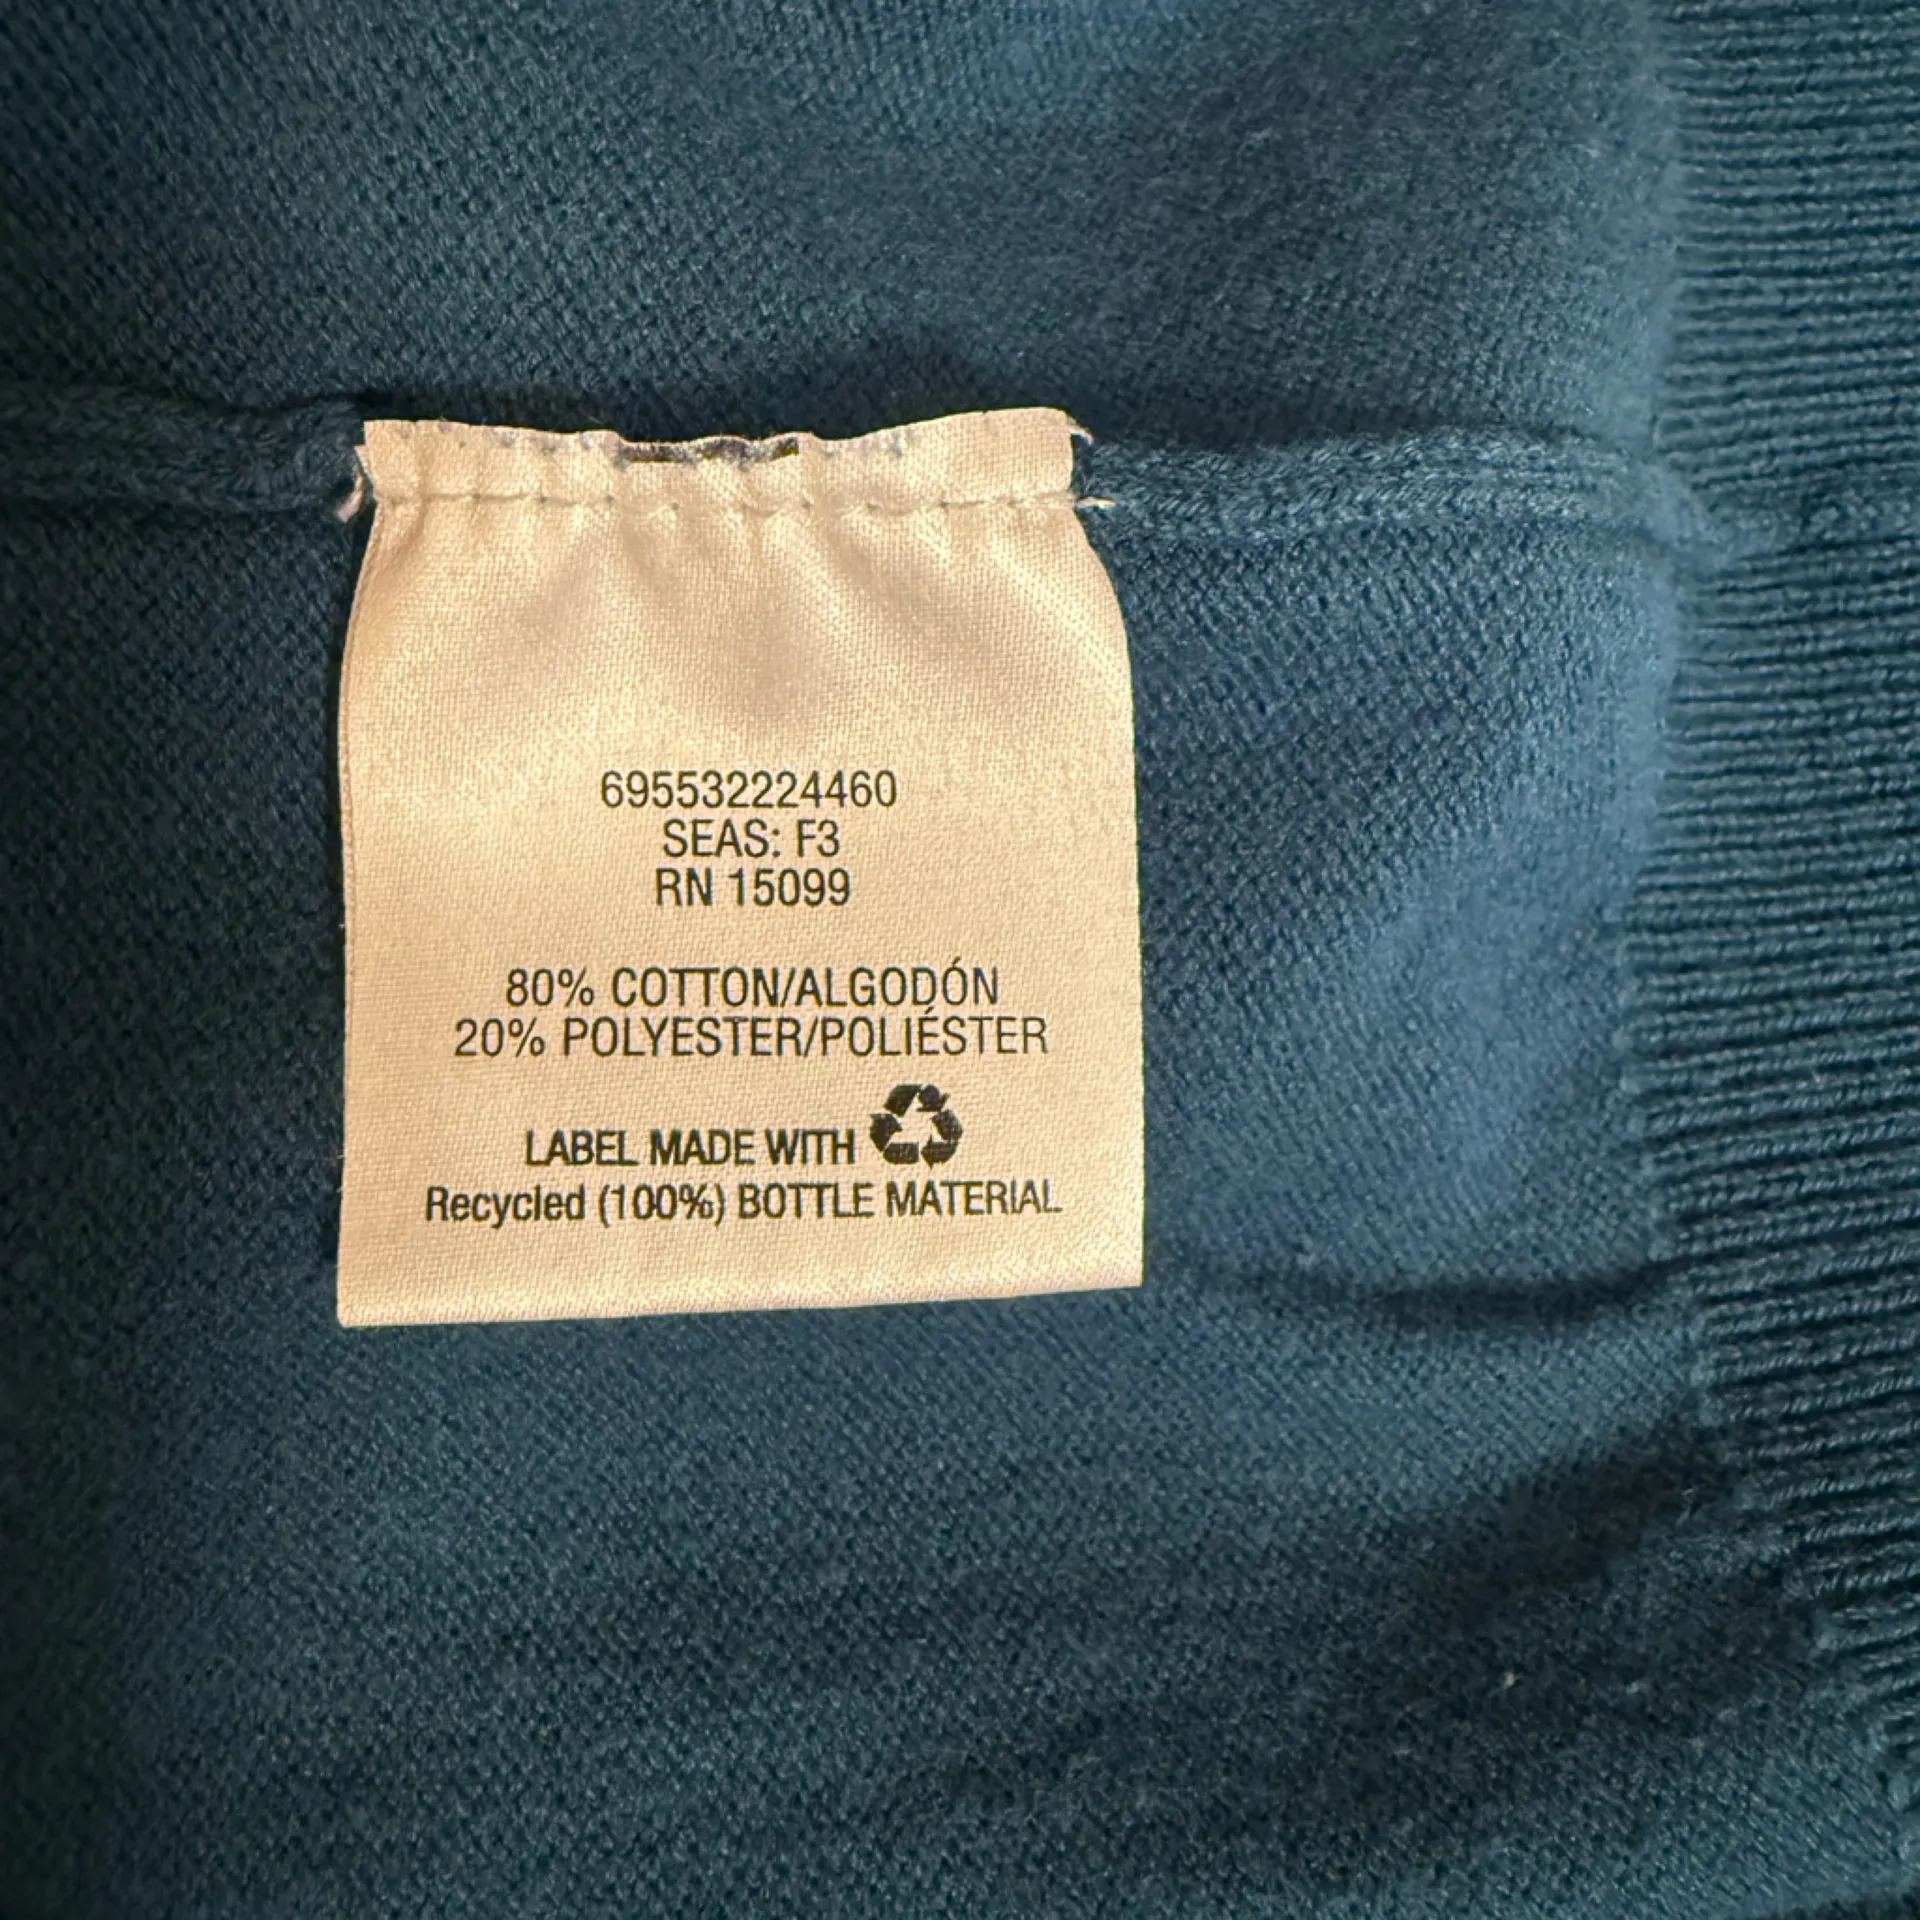 695532224460
SEAS: F3
RN 15099
80% COTTON/ALGODÓN
20% POLYESTER/POLIÉSTER
LABEL MADE WITH
Recycled (100%) BOTTLE MATERIAL